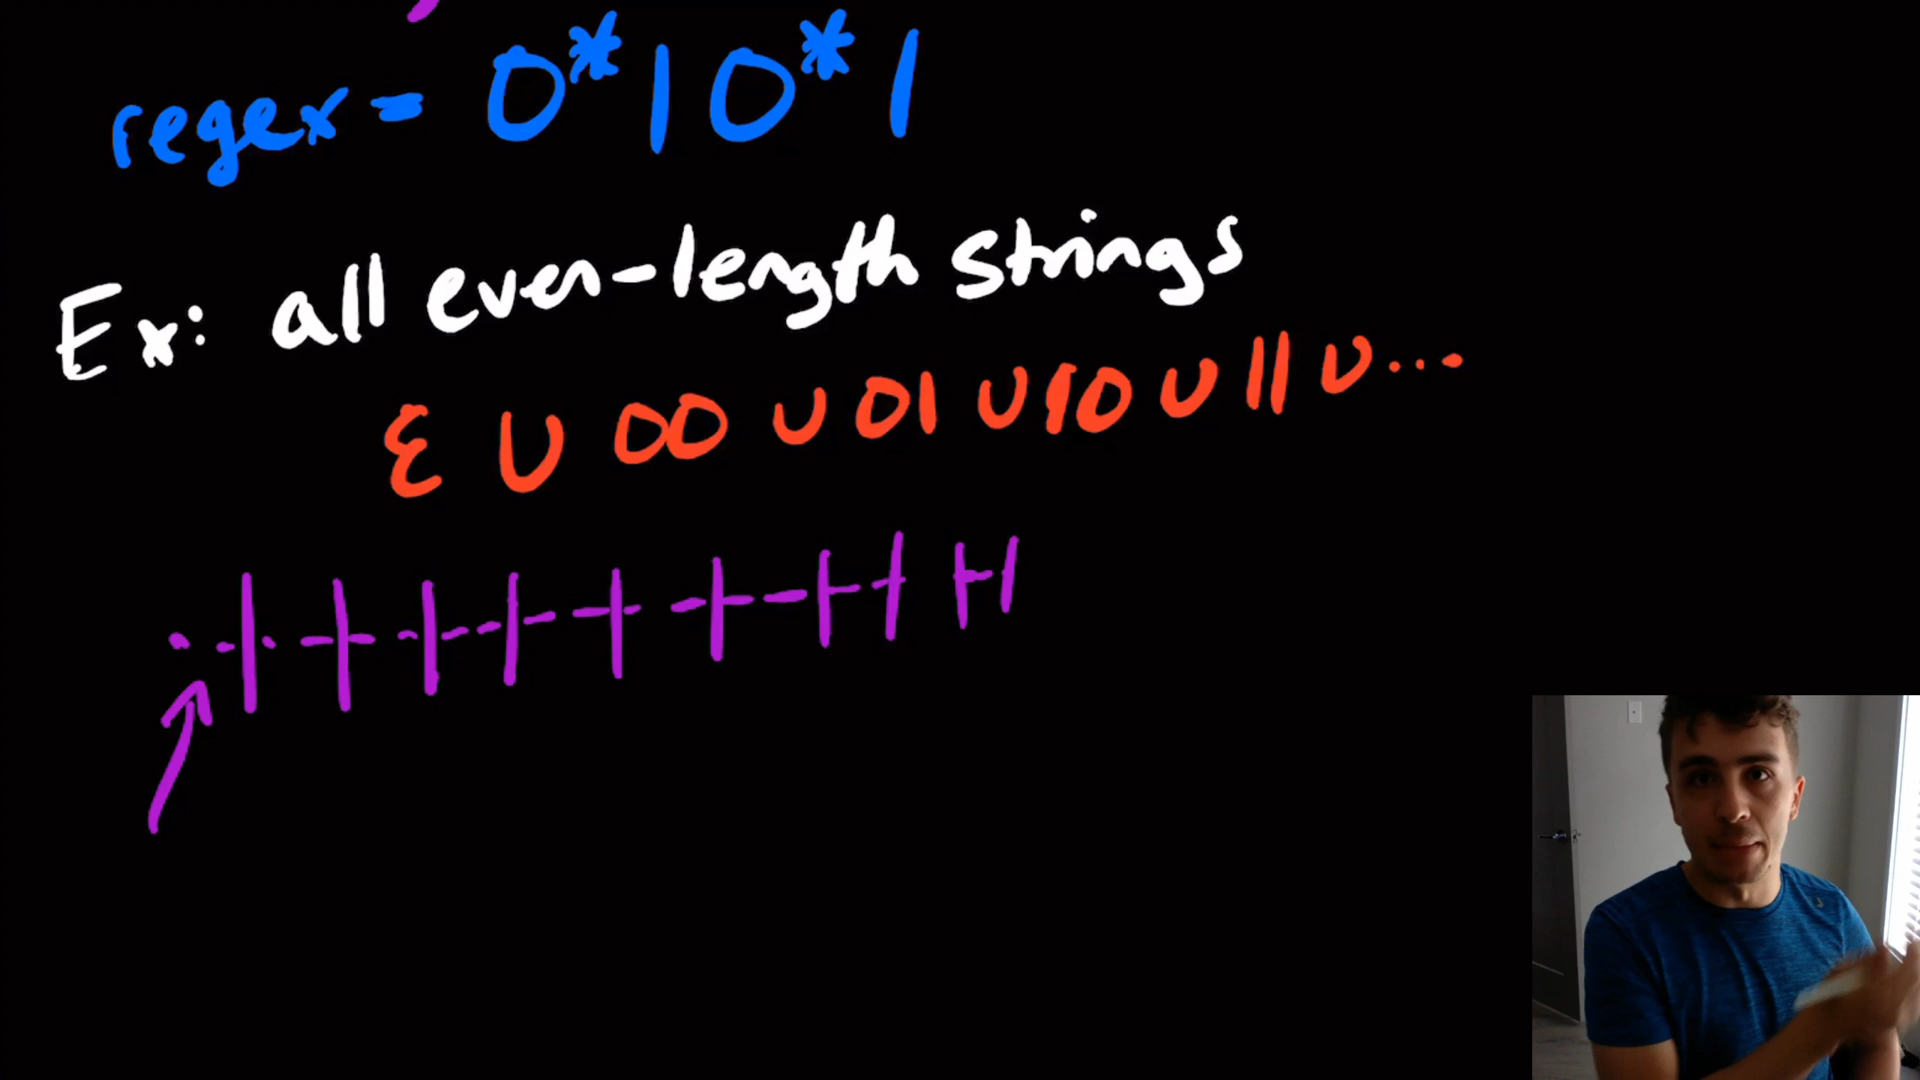 regex = 0*10*1
Ex: all even-length strings
ε ∪ 00 ∪ 01 ∪ 10 ∪ 11 ∪ ...